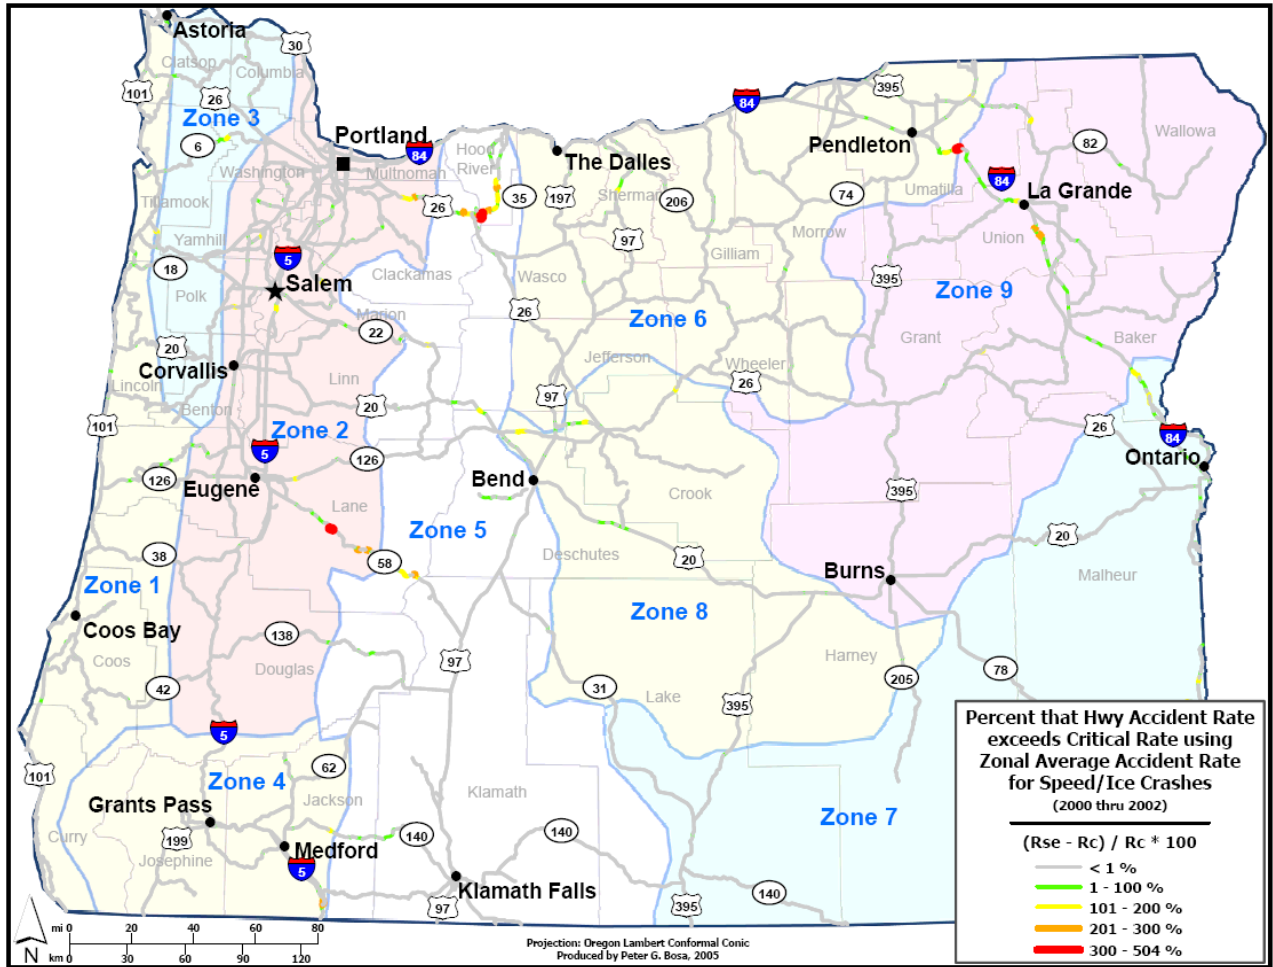 Astoria
30
Clatsop
Columbia
101
26
Zone 3
6
Portland
84
Washington
Multnomah
Hood
River
26
35
The Dalles
84
395
Pendleton
82
Wallowa
84
La Grande
Umatilla
74
Union
Sherman
206
197
97
Gilliam
Morrow
Tillamook
Yamhill
5
18
Salem
Polk
Clackamas
Wasco
395
Zone 9
Marion
22
26
Zone 6
Grant
Baker
20
Corvallis
Lincoln
Linn
Jefferson
Wheeler
26
97
Benton
20
101
Zone 2
5
26
84
Ontario
126
126
Eugene
Bend
Crook
395
Lane
Zone 5
38
58
Deschutes
20
20
Burns
Malheur
Zone 1
Coos Bay
Zone 8
138
Coos
Douglas
97
Harney
78
205
42
31
Lake
395
5
62
Zone 4
Jackson
Klamath
101
Grants Pass
Curry
199
Josephine
Medford
5
140
140
Zone 7
Klamath Falls
97
395
140
Percent that Hwy Accident Rate
exceeds Critical Rate using
Zonal Average Accident Rate
for Speed/Ice Crashes
(2000 thru 2002)
(Rse - Rc) / Rc * 100
< 1 %
1 - 100 %
101 - 200 %
201 - 300 %
300 - 504 %
N
mi 0 20 40 60 80
km 0 30 60 90 120
Projection: Oregon Lambert Conformal Conic
Produced by Peter G. Bosa, 2005